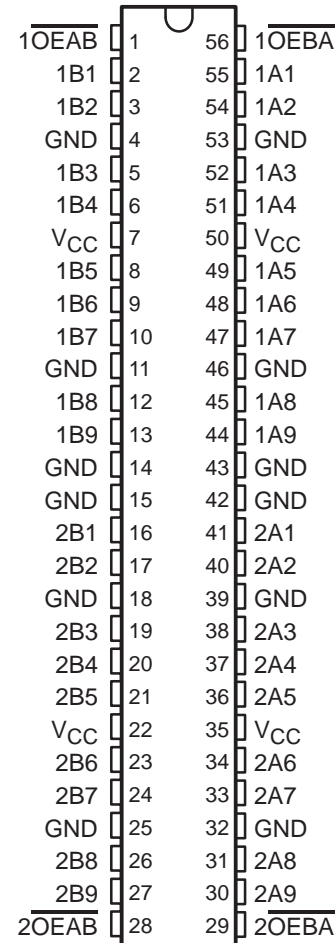 1O̅E̅A̅B̅ 1 56 1O̅E̅B̅A̅
1B1 2 55 1A1
1B2 3 54 1A2
GND 4 53 GND
1B3 5 52 1A3
1B4 6 51 1A4
VCC 7 50 VCC
1B5 8 49 1A5
1B6 9 48 1A6
1B7 10 47 1A7
GND 11 46 GND
1B8 12 45 1A8
1B9 13 44 1A9
GND 14 43 GND
GND 15 42 GND
2B1 16 41 2A1
2B2 17 40 2A2
GND 18 39 GND
2B3 19 38 2A3
2B4 20 37 2A4
2B5 21 36 2A5
VCC 22 35 VCC
2B6 23 34 2A6
2B7 24 33 2A7
GND 25 32 GND
2B8 26 31 2A8
2B9 27 30 2A9
2O̅E̅A̅B̅ 28 29 2O̅E̅B̅A̅